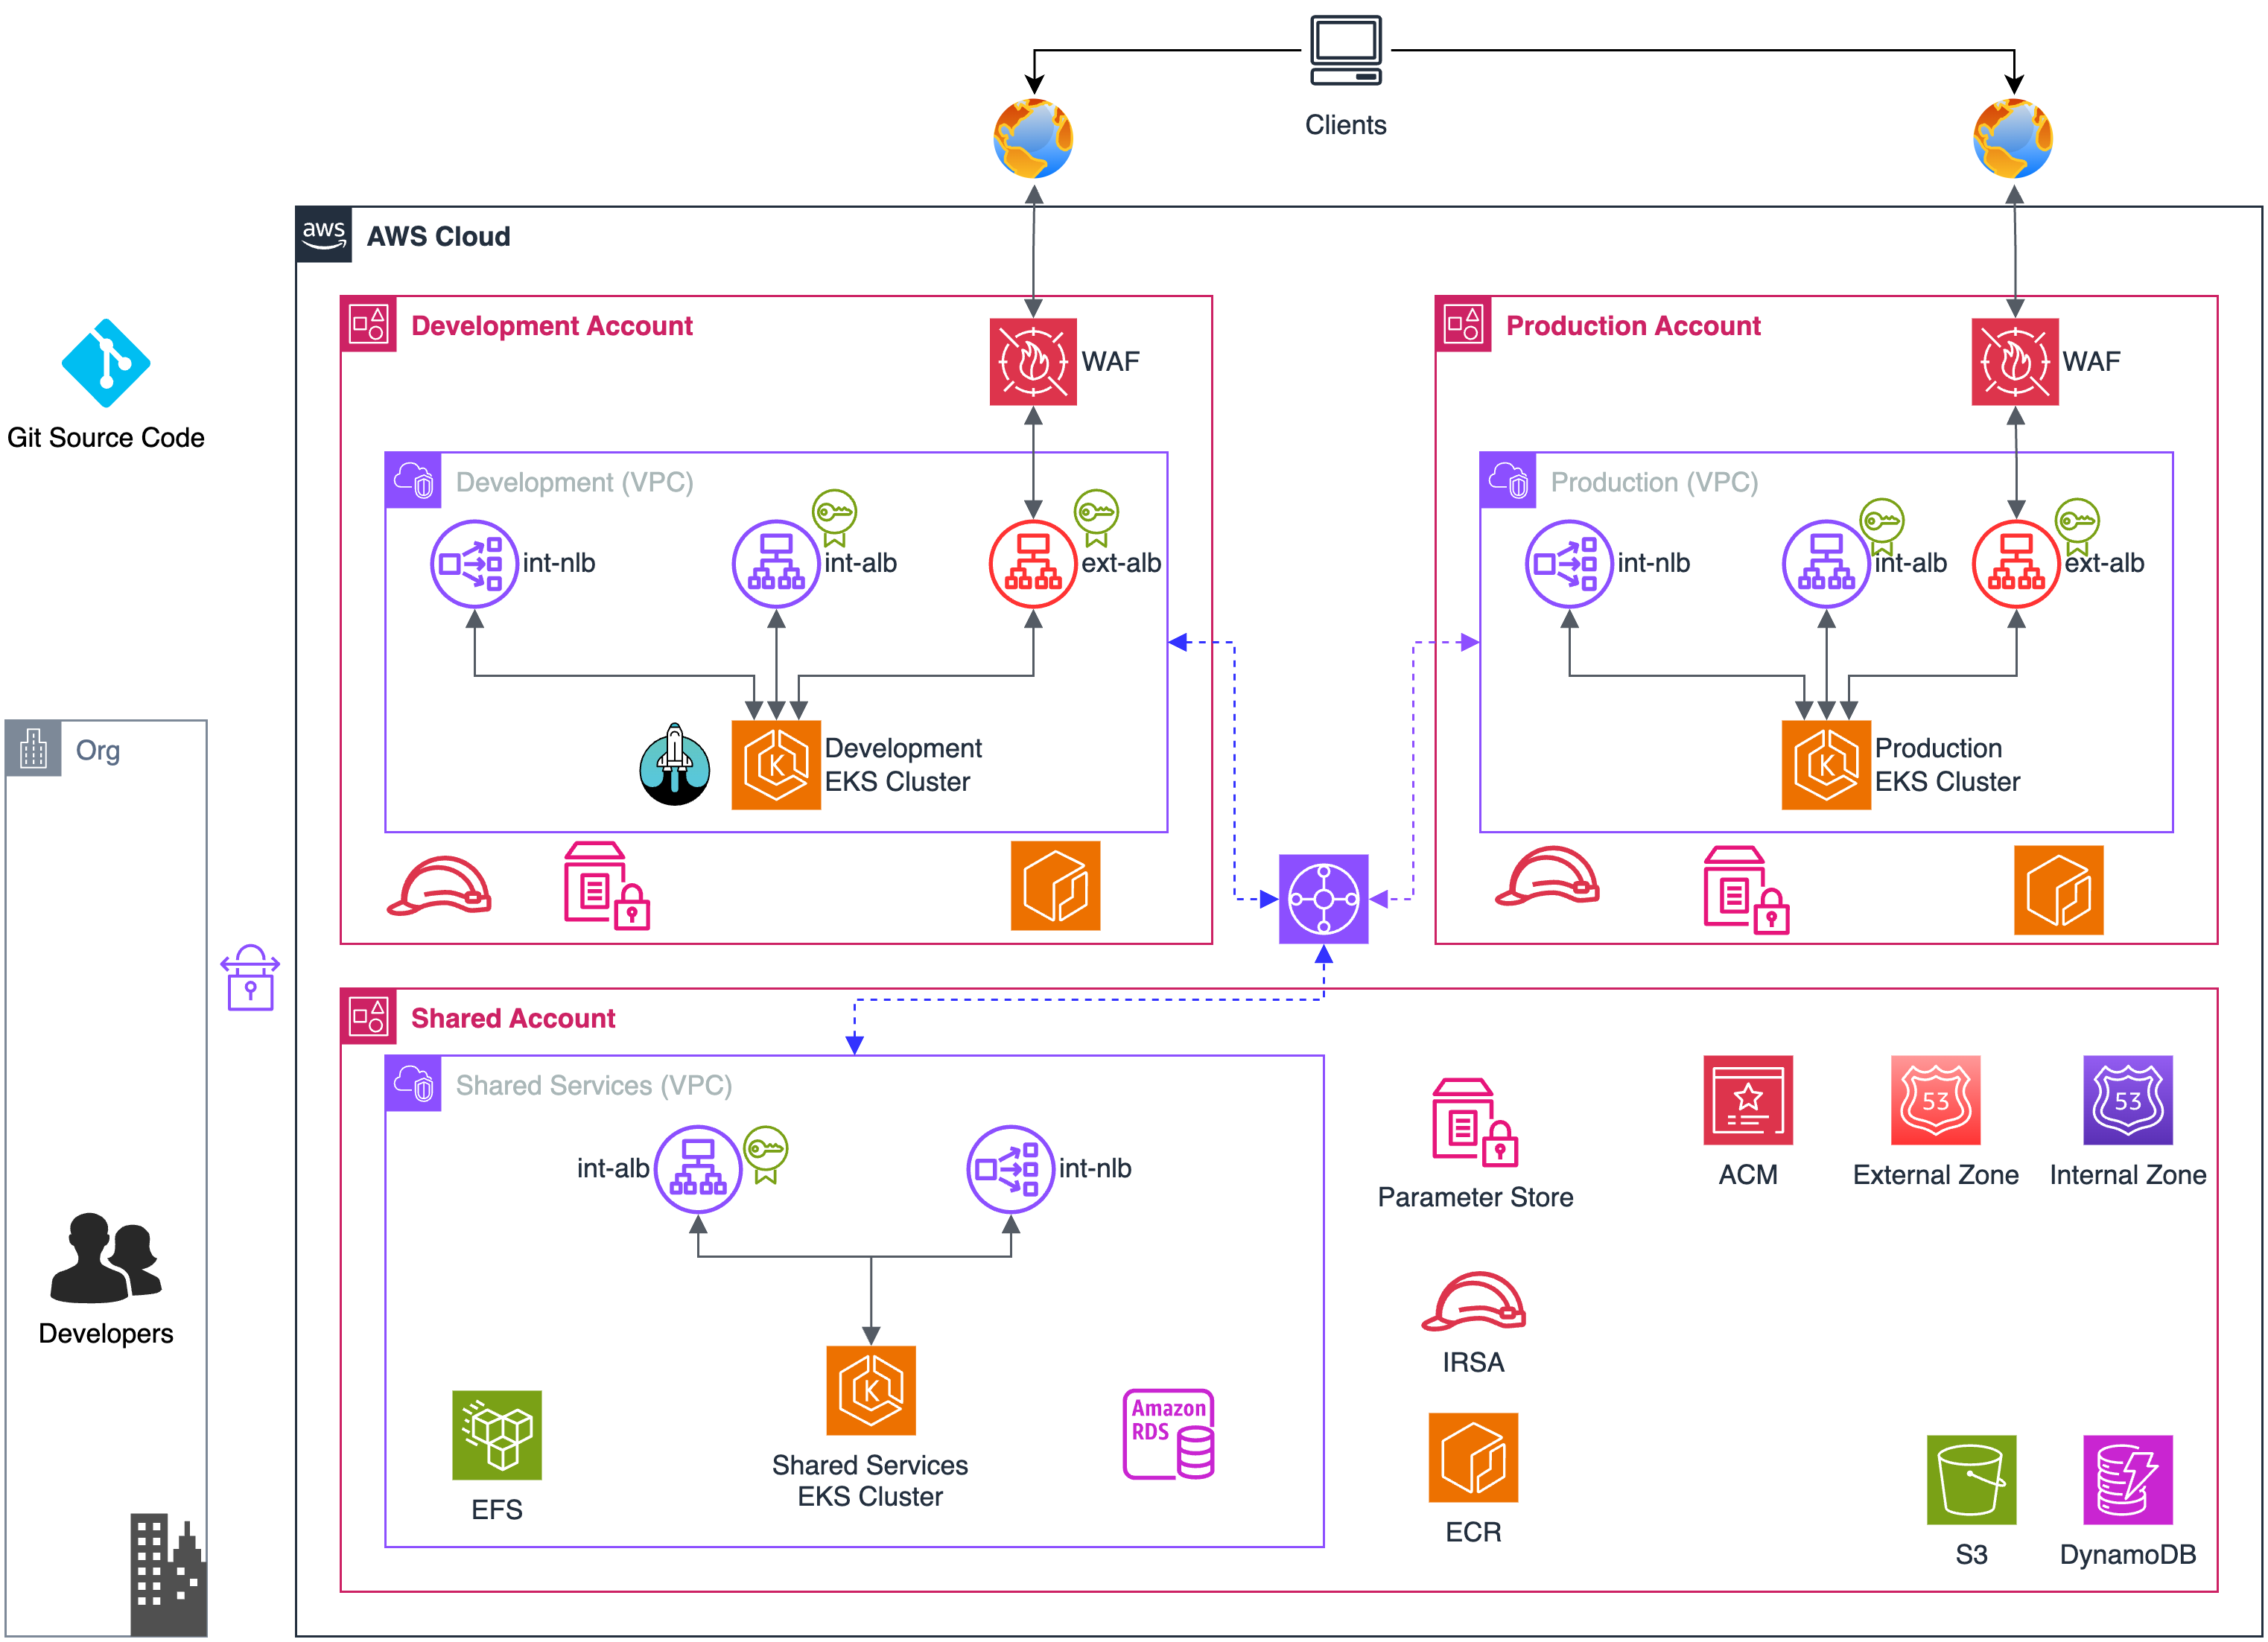 Clients
aws
AWS Cloud
Development Account
WAF
Production Account
WAF
Git Source Code
Development (VPC)
Production (VPC)
int-nlb
int-alb
ext-alb
int-nlb
int-alb
ext-alb
Org
K
Development
EKS Cluster
K
Production
EKS Cluster
Shared Account
Shared Services (VPC)
int-alb
int-nlb
Parameter Store
ACM
53
External Zone
53
Internal Zone
Developers
IRSA
K
Shared Services
EKS Cluster
EFS
Amazon
RDS
ECR
S3
DynamoDB